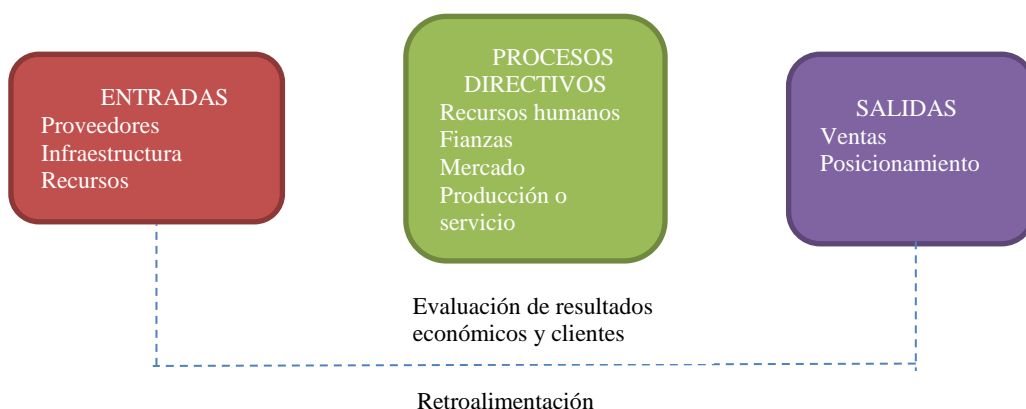 ENTRADAS
Proveedores
Infraestructura
Recursos
PROCESOS
DIRECTIVOS
Recursos humanos
Fianzas
Mercado
Producción o
servicio
SALIDAS
Ventas
Posicionamiento
Evaluación de resultados
económicos y clientes
Retroalimentación